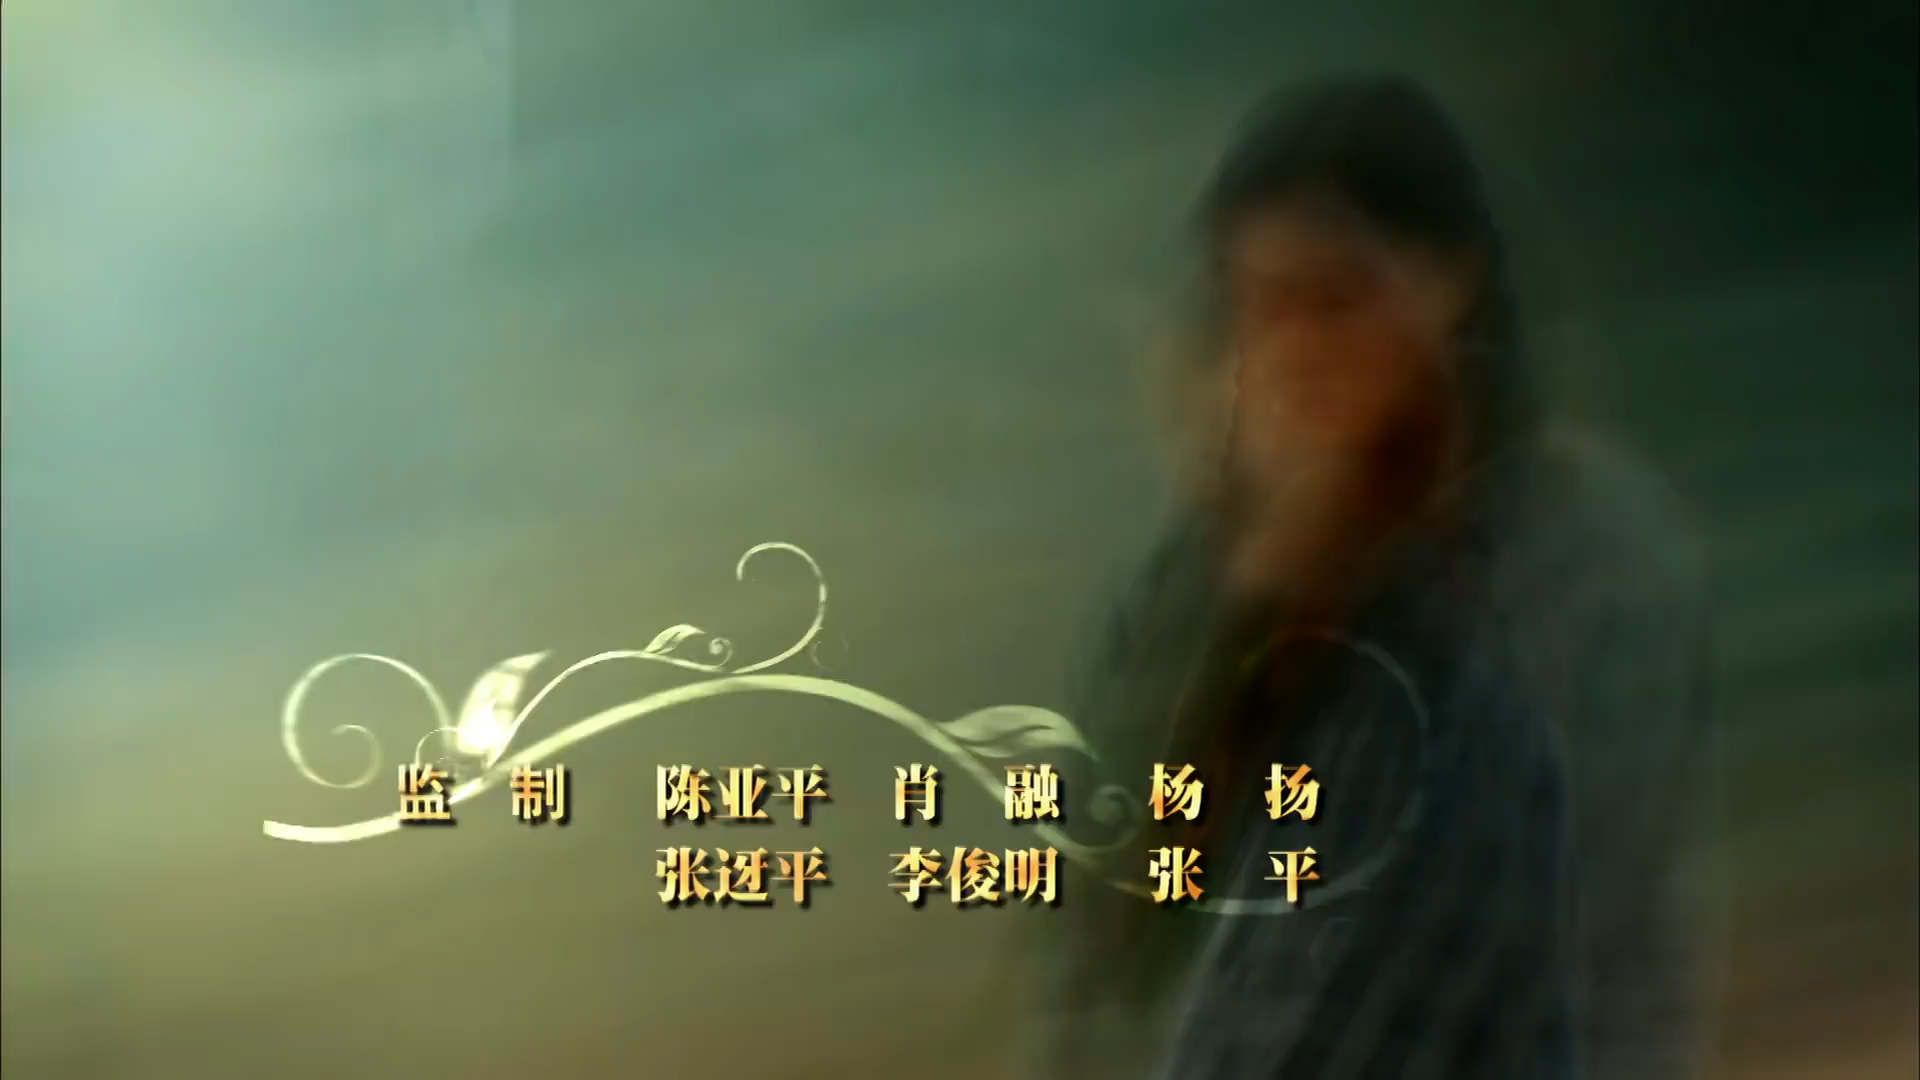 监 制 陈亚平 肖 融 杨 扬
张迓平 李俊明 张 平